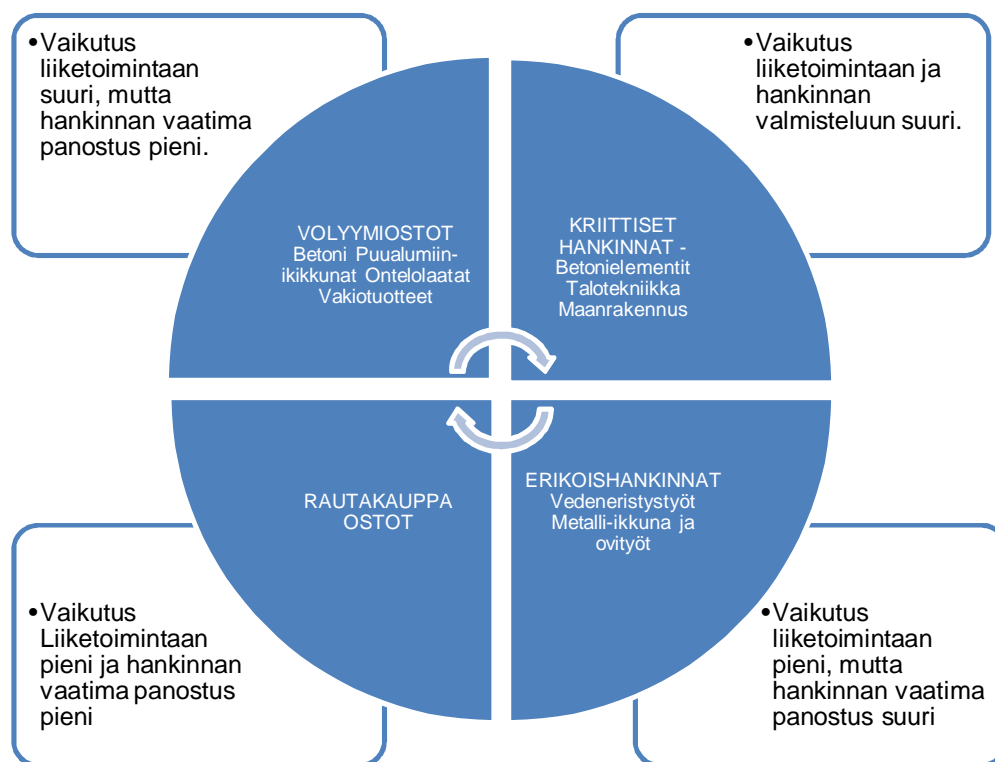 •Vaikutus
liiketoimintaan
suuri, mutta
hankinnan vaatima
panostus pieni.
•Vaikutus
liiketoimintaan ja
hankinnan
valmisteluun suuri.
VOLYYMIOSTOT
Betoni Puualumiin-
ikikkunat Ontelolaatat
Vakiotuotteet
KRIITTISET
HANKINNAT -
Betonielementit
Talotekniikka
Maanrakennus
RAUTAKAUPPA
OSTOT
ERIKOISHANKINNAT
Vedeneristystyöt
Metalli-ikkuna ja
ovityöt
•Vaikutus
Liiketoimintaan
pieni ja hankinnan
vaatima panostus
pieni
•Vaikutus
liiketoimintaan
pieni, mutta
hankinnan vaatima
panostus suuri